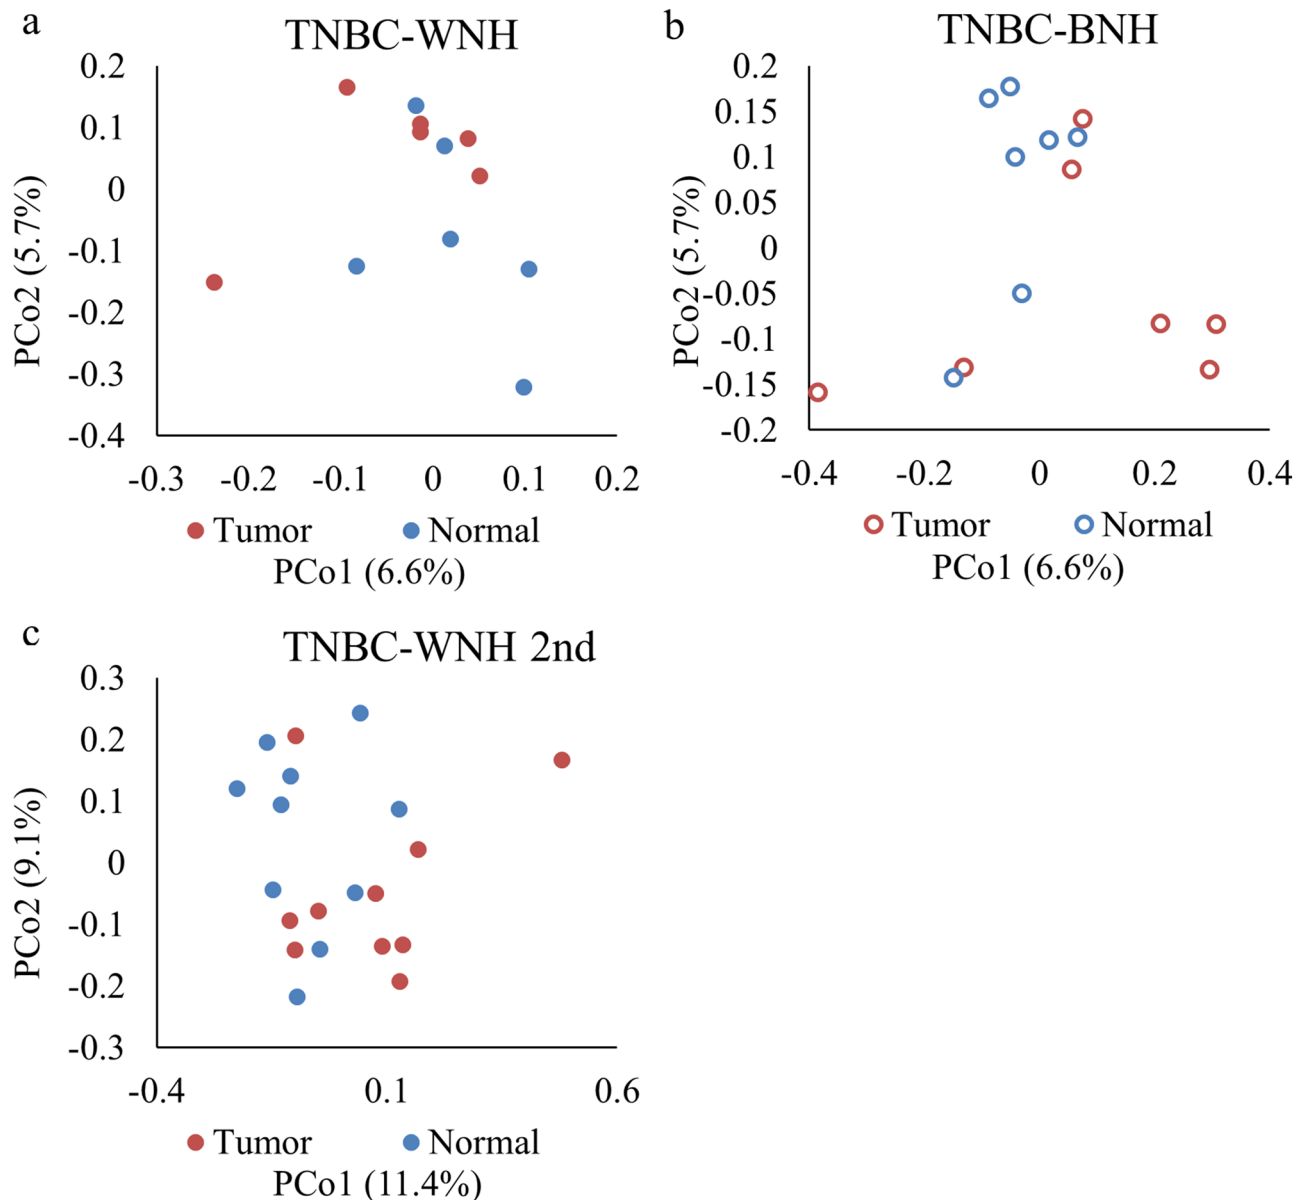 a
TNBC-WNH
0.2
0.1
0
-0.1
-0.2
-0.3
-0.4
PCo2 (5.7%)
-0.3 -0.2 -0.1 0 0.1 0.2
Tumor Normal
PCo1 (6.6%)
b
TNBC-BNH
0.2
0.15
0.1
0.05
0
-0.05
-0.1
-0.15
-0.2
PCo2 (5.7%)
-0.4 -0.2 0 0.2 0.4
Tumor Normal
PCo1 (6.6%)
c
TNBC-WNH 2nd
0.3
0.2
0.1
0
-0.1
-0.2
-0.3
PCo2 (9.1%)
-0.4 0.1 0.6
Tumor Normal
PCo1 (11.4%)